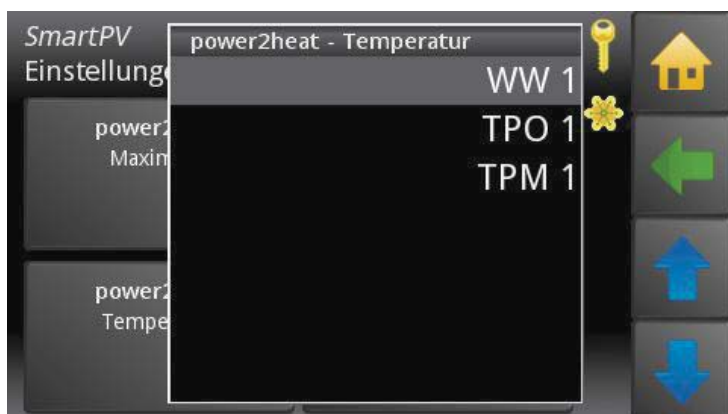 SmartPV
Einstellunge
power2heat - Temperatur
WW 1
TPO 1
TPM 1
power2
Maxim
power2
Tempe